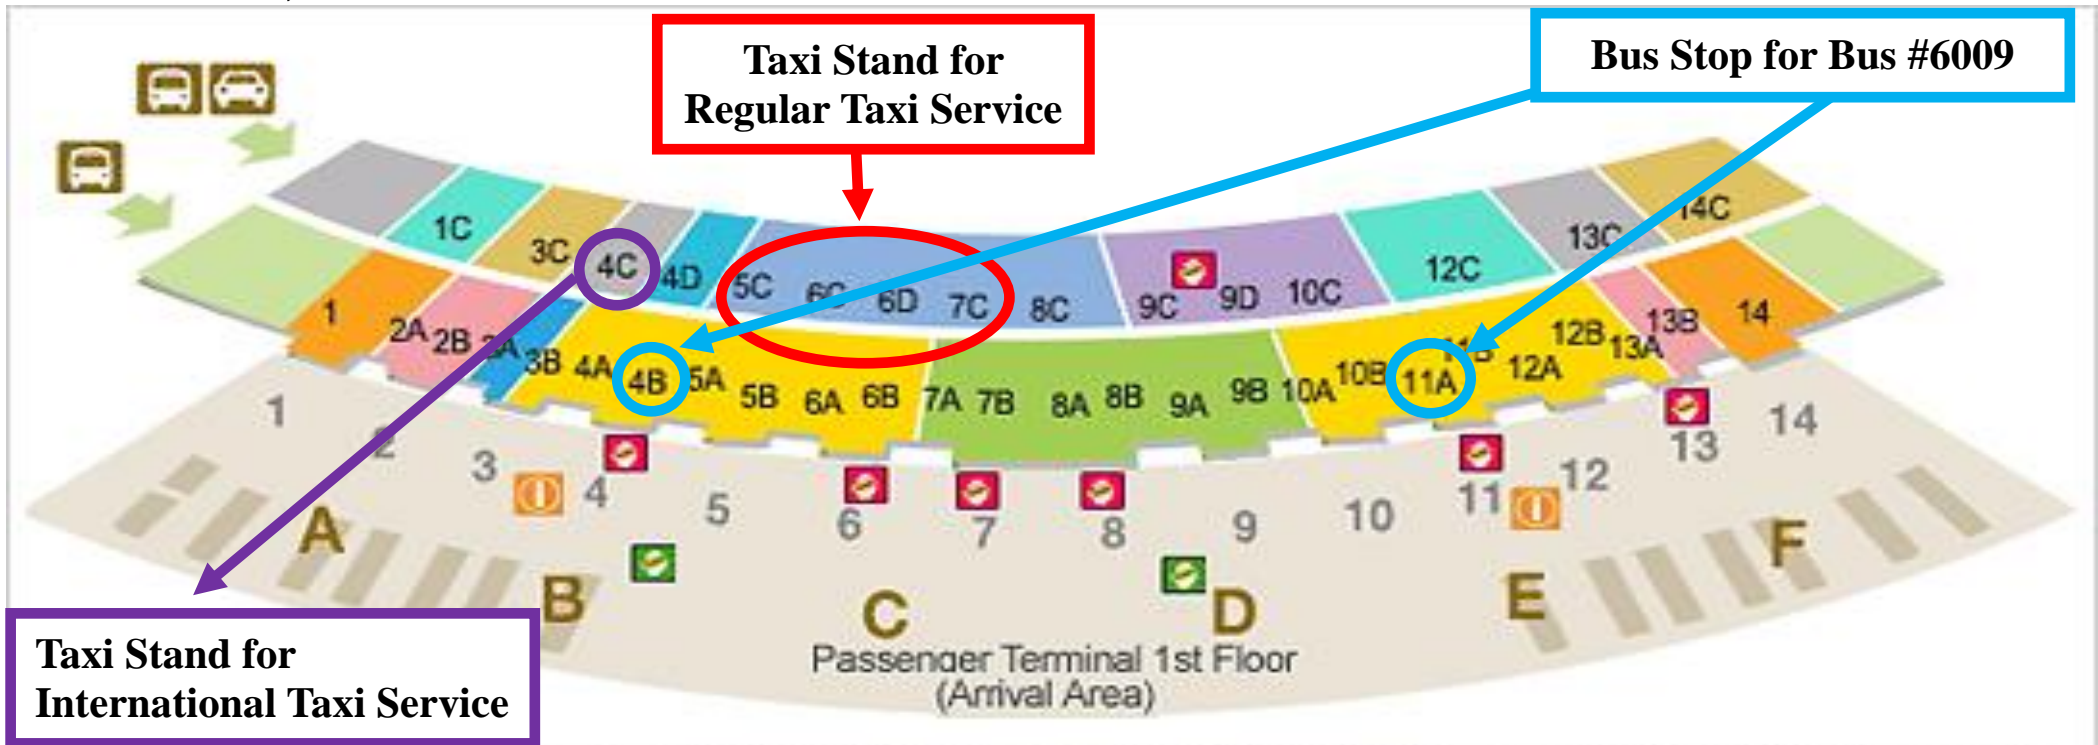 Taxi Stand for
Regular Taxi Service
Bus Stop for Bus #6009
1C
3C
4C
4D
5C
6C
6D
7C
8C
9C
9D
10C
12C
13C
14C
1
2A
2B
3A
3B
4A
4B
5A
5B
6A
6B
7A
7B
8A
8B
9A
9B
10A
10B
11A
11B
12A
12B
13A
13B
14
1
2
3
4
5
6
7
8
9
10
11
12
13
14
A
B
C
D
E
F
Passenger Terminal 1st Floor
(Arrival Area)
Taxi Stand for
International Taxi Service